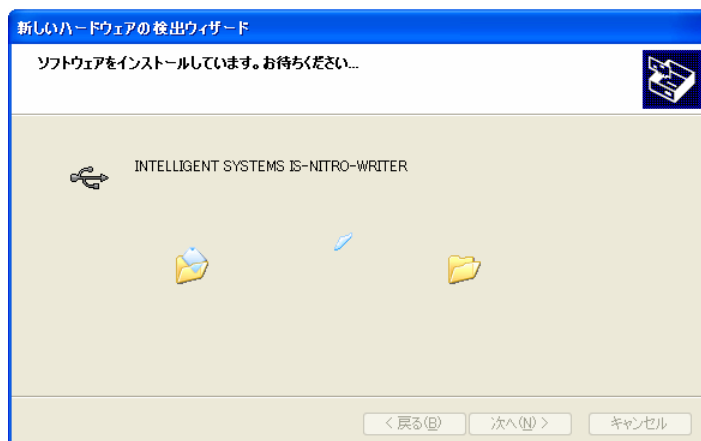 新しいハードウェアの検出ウィザード
ソフトウェアをインストールしています。お待ちください...
INTELLIGENT SYSTEMS IS-NITRO-WRITER
< 戻る(B) 次へ(N) > キャンセル